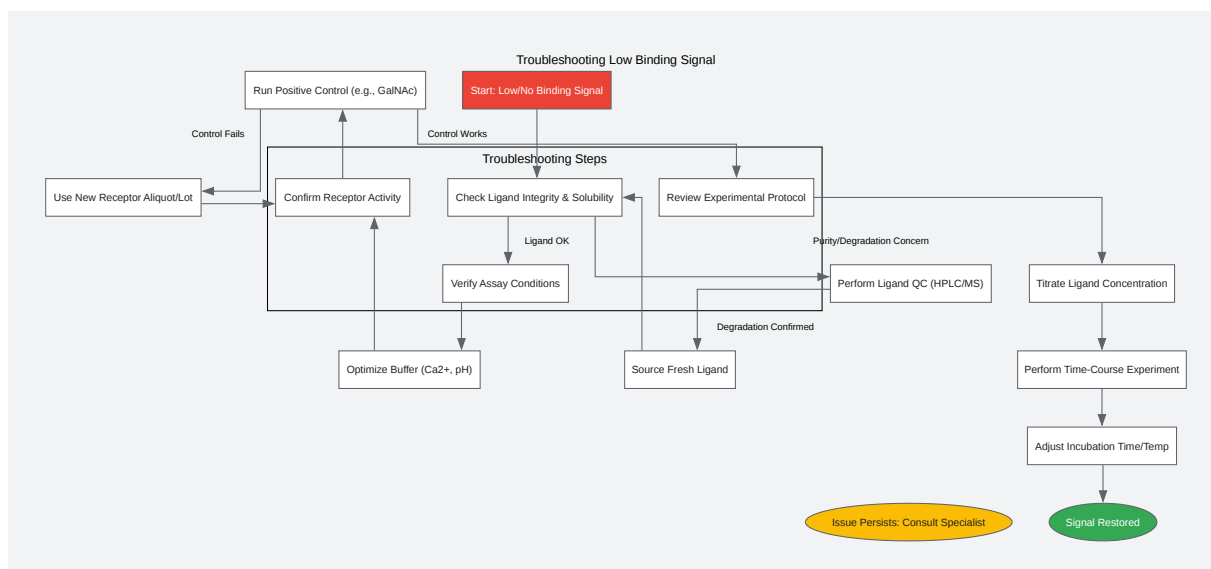 Troubleshooting Low Binding Signal
Run Positive Control (e.g., GalNAc)
Start: Low/No Binding Signal
Control Fails
Control Works
Troubleshooting Steps
Use New Receptor Aliquot/Lot
Confirm Receptor Activity
Check Ligand Integrity & Solubility
Review Experimental Protocol
Ligand OK
Purity/Degradation Concern
Verify Assay Conditions
Perform Ligand QC (HPLC/MS)
Titrate Ligand Concentration
Degradation Confirmed
Optimize Buffer (Ca2+, pH)
Source Fresh Ligand
Perform Time-Course Experiment
Adjust Incubation Time/Temp
Issue Persists: Consult Specialist
Signal Restored